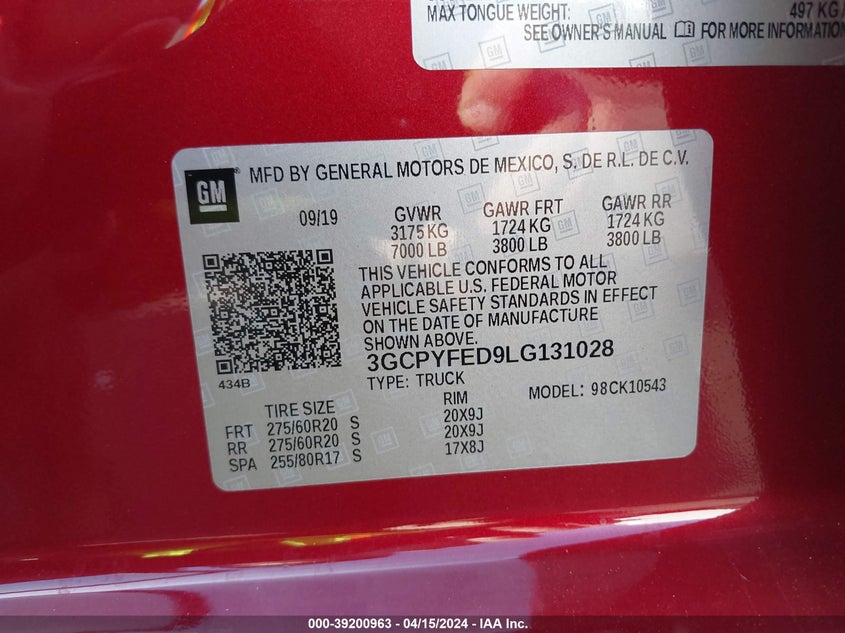 MAX TONGUE WEIGHT: 497 KG
SEE OWNER'S MANUAL FOR MORE INFORMATION
GM MFD BY GENERAL MOTORS DE MEXICO, S. DE R.L. DE C.V.
09/19 GVWR GAWR FRT GAWR RR
3175 KG 1724 KG 1724 KG
7000 LB 3800 LB 3800 LB
THIS VEHICLE CONFORMS TO ALL
APPLICABLE U.S. FEDERAL MOTOR
VEHICLE SAFETY STANDARDS IN EFFECT
ON THE DATE OF MANUFACTURE
SHOWN ABOVE.
3GCPYFED9LG131028
434B TYPE: TRUCK MODEL: 98CK10543
TIRE SIZE RIM
FRT 275/60R20 S 20X9J
RR 275/60R20 S 20X9J
SPA 255/80R17 S 17X8J
000-39200963 - 04/15/2024 - IAA Inc.